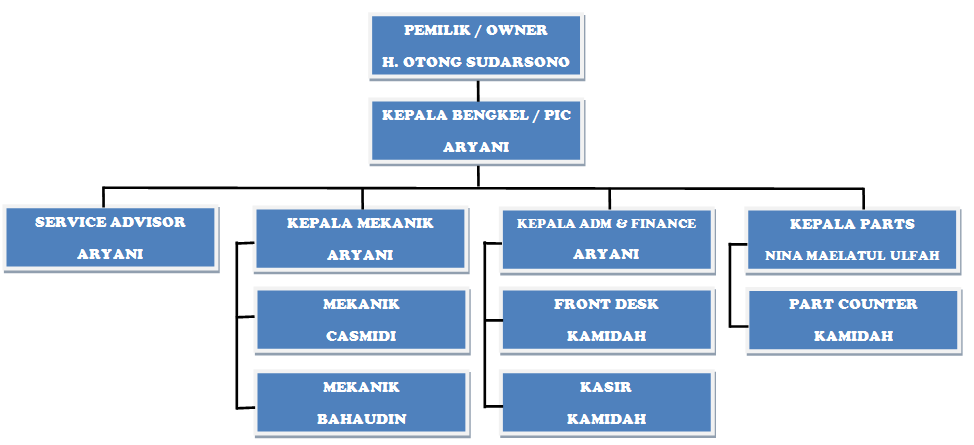 PEMILIK / OWNER
H. OTONG SUDARSONO
KEPALA BENGKEL / PIC
ARYANI
SERVICE ADVISOR
ARYANI
KEPALA MEKANIK
ARYANI
KEPALA ADM & FINANCE
ARYANI
KEPALA PARTS
NINA MAELATUL ULFAH
MEKANIK
CASMIDI
FRONT DESK
KAMIDAH
PART COUNTER
KAMIDAH
MEKANIK
BAHAUDIN
KASIR
KAMIDAH